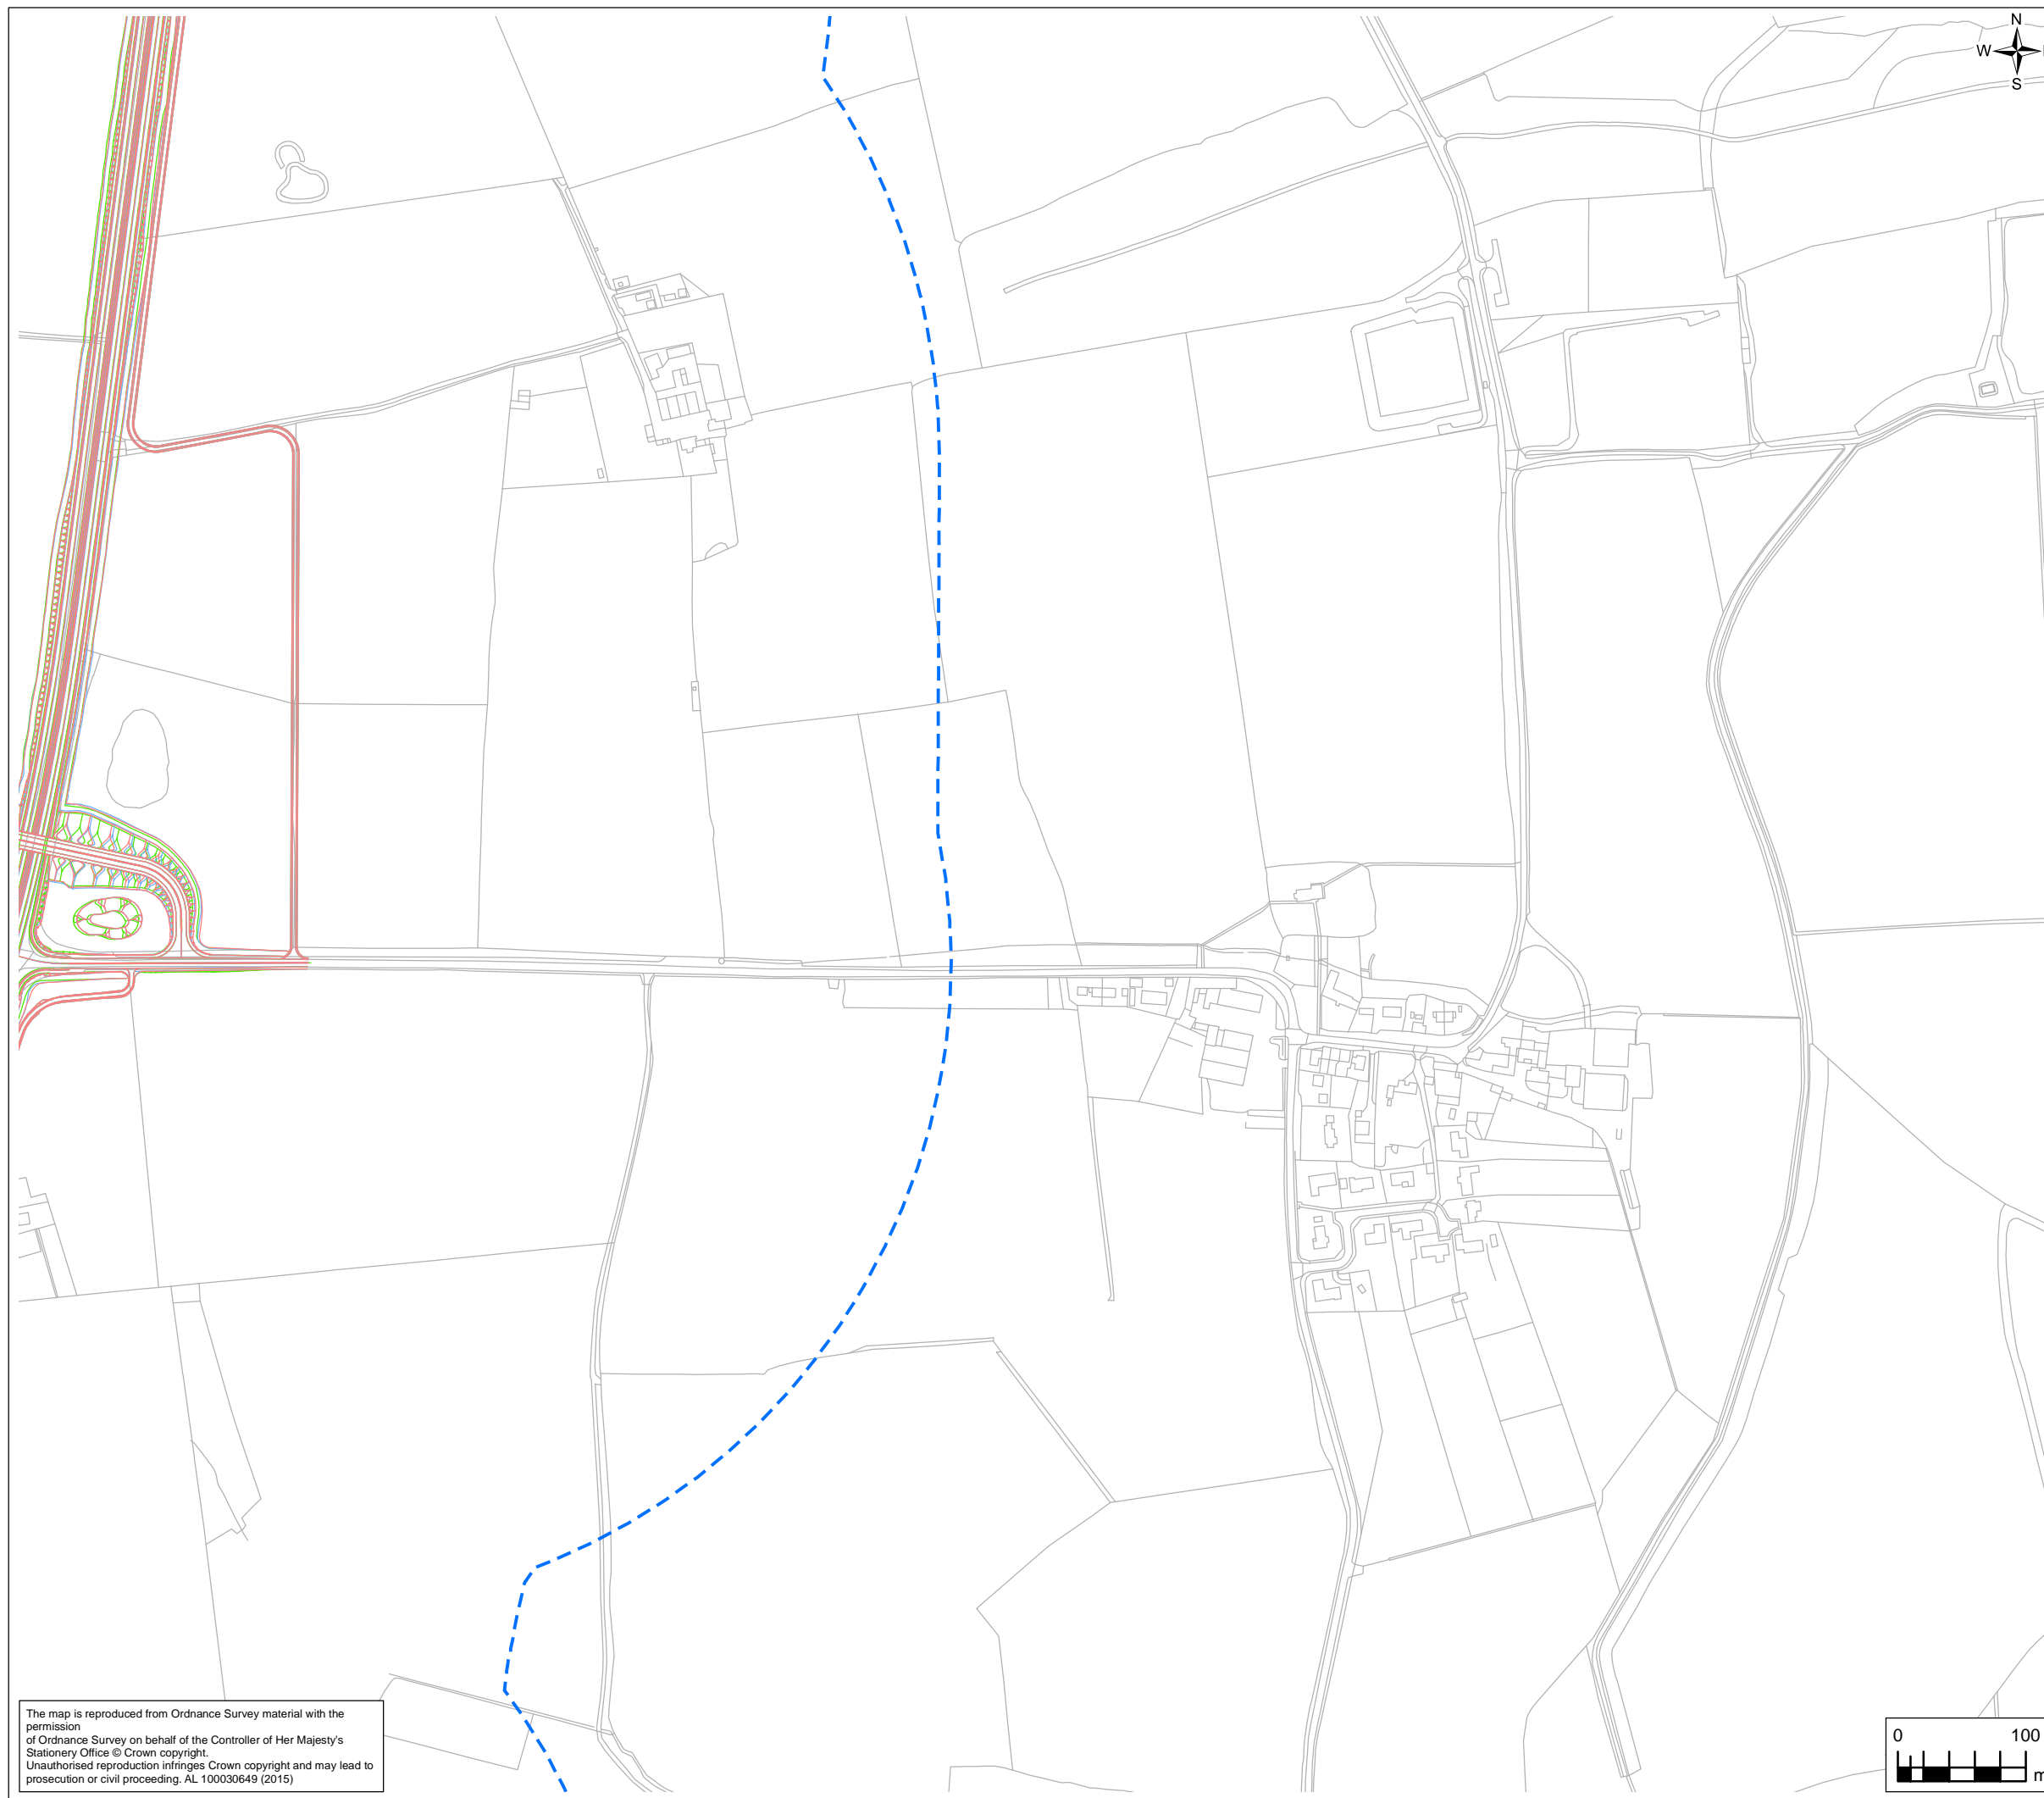 N
W
S
The map is reproduced from Ordnance Survey material with the
permission
of Ordnance Survey on behalf of the Controller of Her Majesty's
Stationery Office © Crown copyright.
Unauthorised reproduction infringes Crown copyright and may lead to
prosecution or civil proceeding. AL 100030649 (2015)
0 100
m